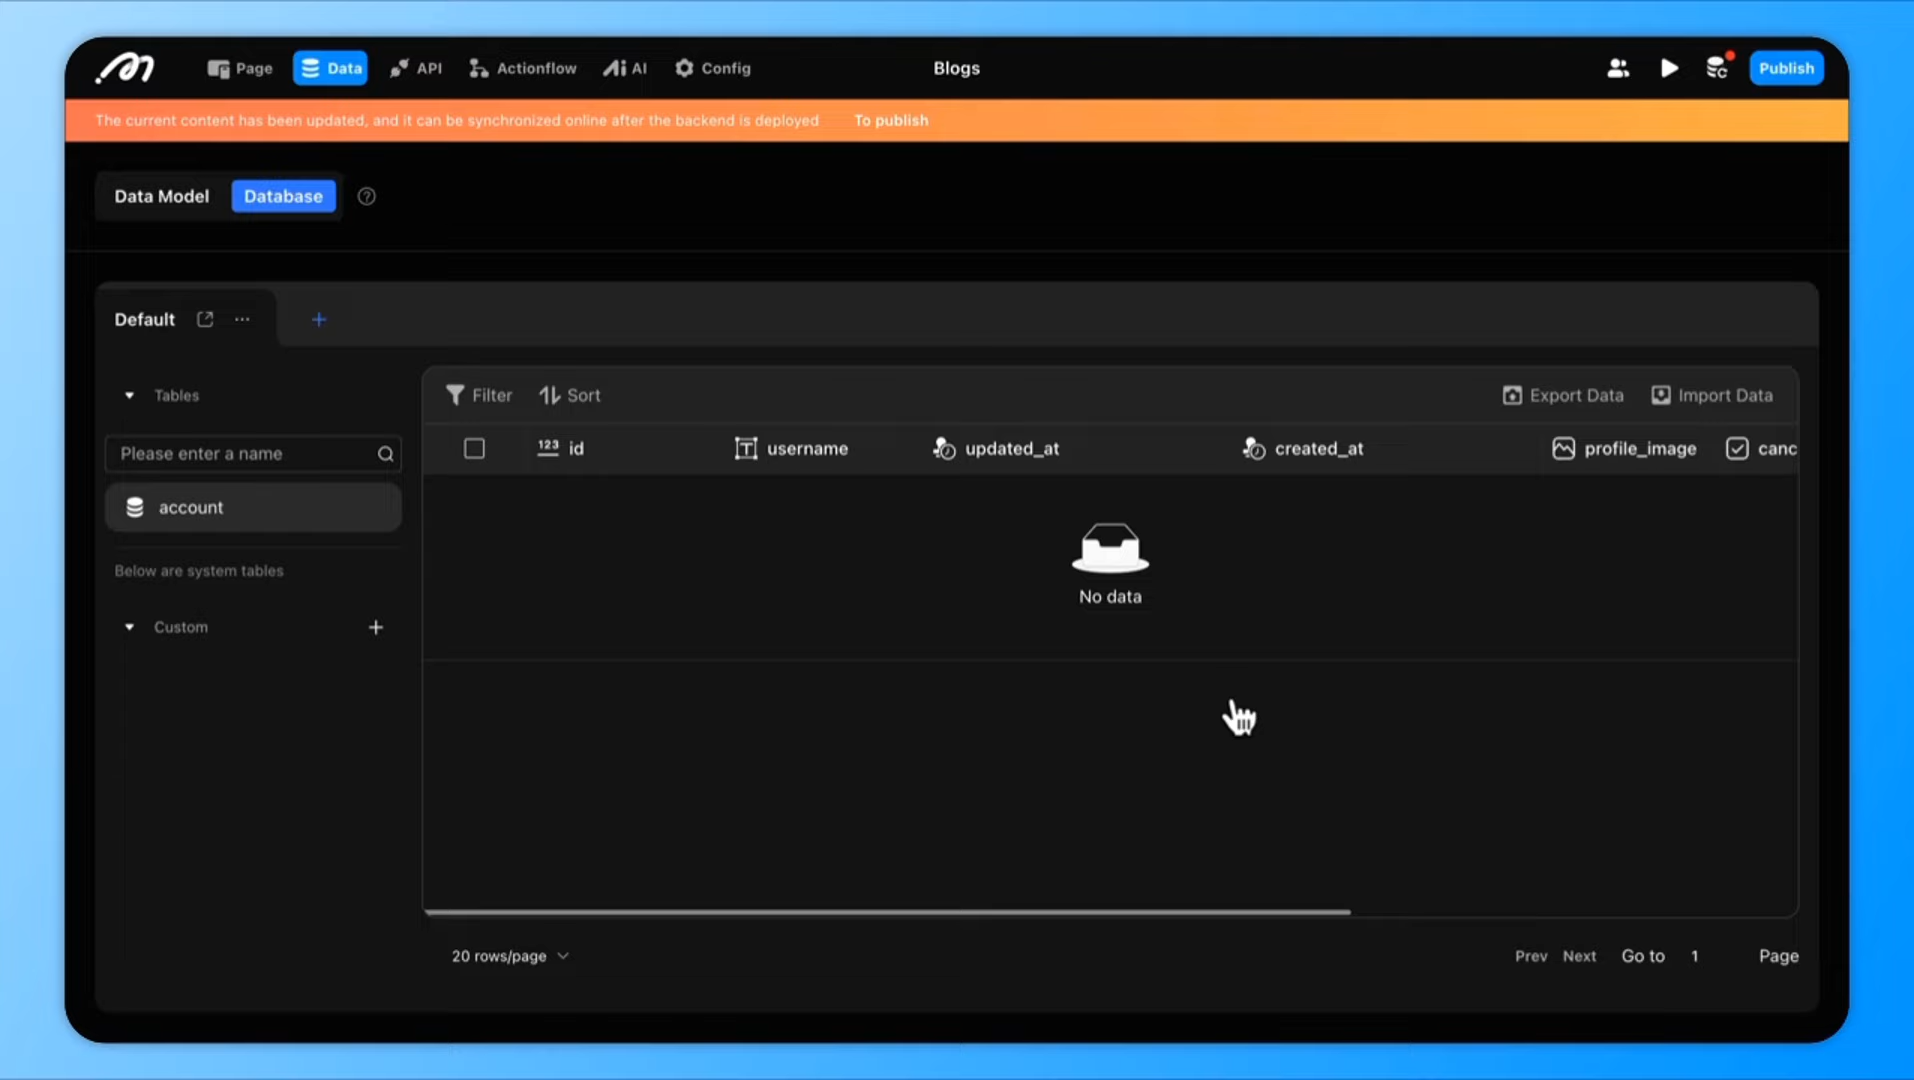 Page Data API Actionflow Ai AI Config Blogs Publish
The current content has been updated, and it can be synchronized online after the backend is deployed To publish
Data Model Database ?
Default ... +
Tables
Filter Sort Export Data Import Data
Please enter a name
123 id T username updated_at created_at profile_image canc
account
No data
Below are system tables
Custom +
20 rows/page Prev Next Go to 1 Page